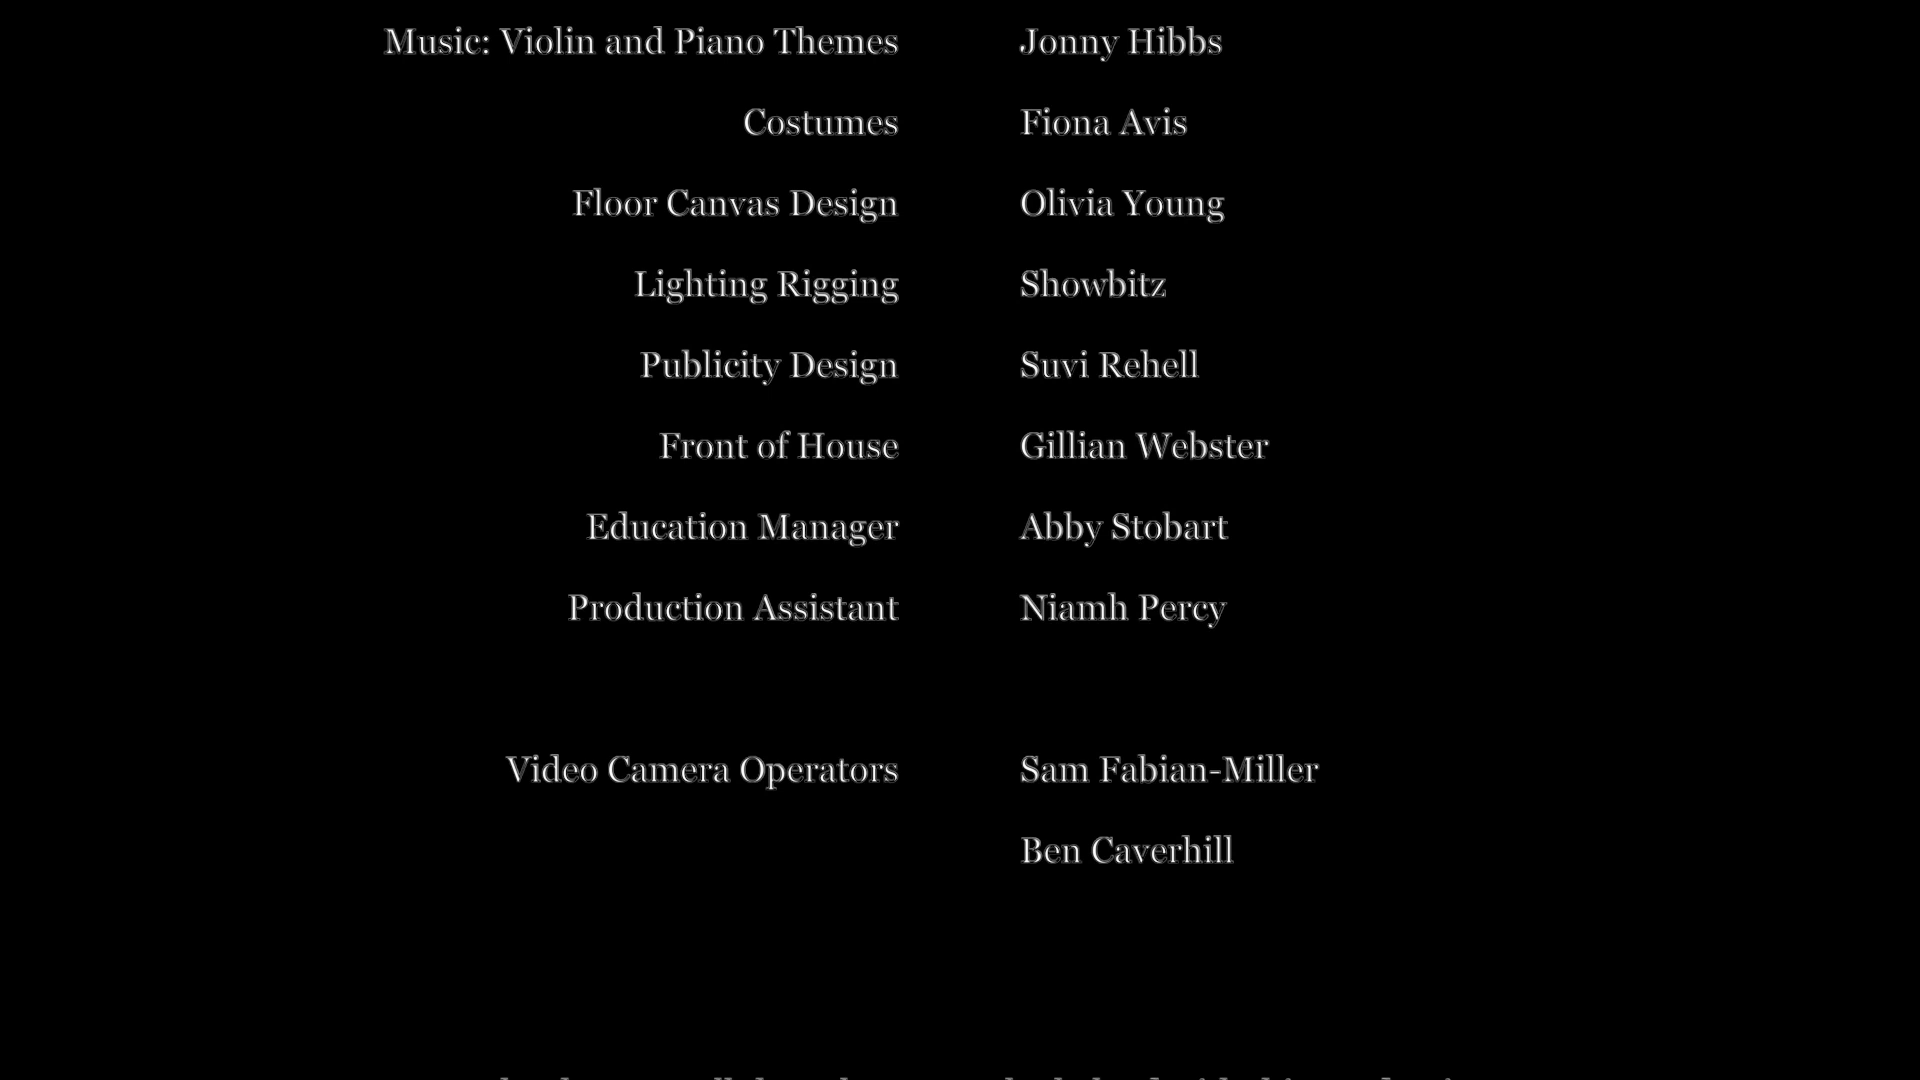 Music: Violin and Piano Themes Jonny Hibbs
Costumes Fiona Avis
Floor Canvas Design Olivia Young
Lighting Rigging Showbitz
Publicity Design Suvi Rehell
Front of House Gillian Webster
Education Manager Abby Stobart
Production Assistant Niamh Percy
Video Camera Operators Sam Fabian-Miller
Ben Caverhill